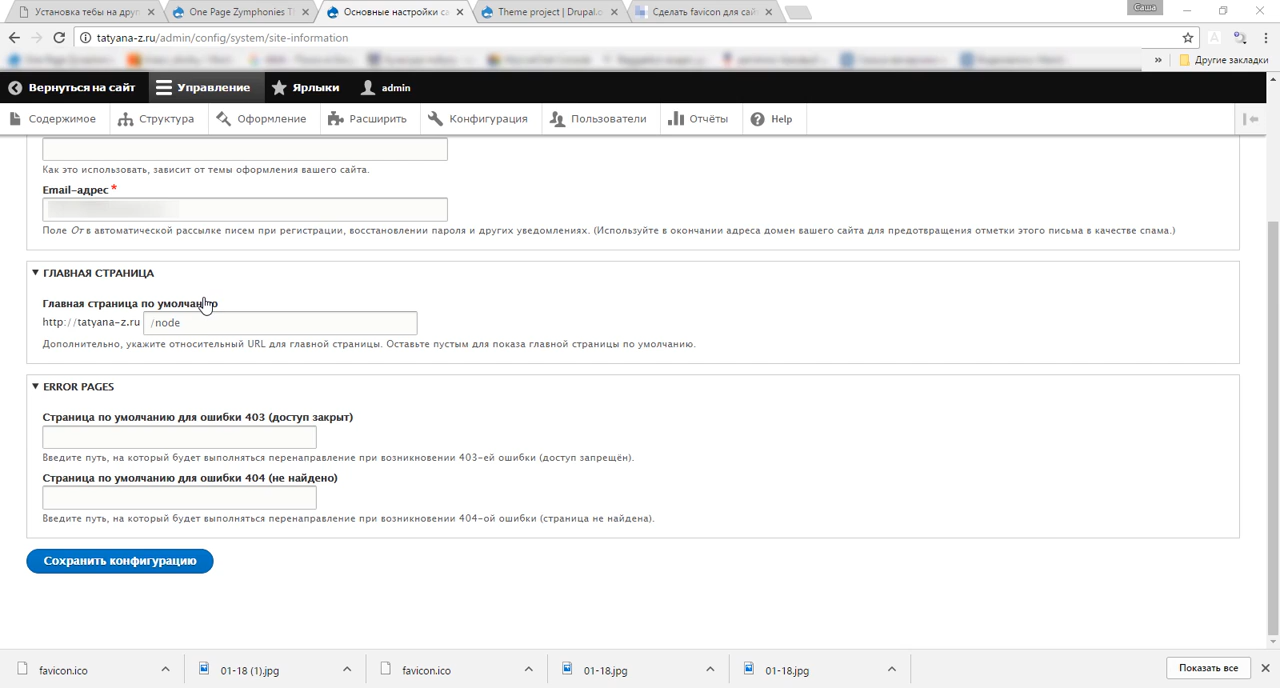 Установка тебы на друг
One Page Zymphonies Th
Основные настройки са
Theme project | Drupal.o
Сделать favicon для сай
Саша
tatyana-z.ru/admin/config/system/site-information
»
Другие закладки
Вернуться на сайт
Управление
Ярлыки
admin
Содержимое
Структура
Оформление
Расширить
Конфигурация
Пользователи
Отчёты
Help
Как это использовать, зависит от темы оформления вашего сайта.
Email-адрес *
Поле От в автоматической рассылке писем при регистрации, восстановлении пароля и других уведомлениях. (Используйте в окончании адреса домен вашего сайта для предотвращения отметки этого письма в качестве спама.)
ГЛАВНАЯ СТРАНИЦА
Главная страница по умолчанию
http://tatyana-z.ru /node
Дополнительно, укажите относительный URL для главной страницы. Оставьте пустым для показа главной страницы по умолчанию.
ERROR PAGES
Страница по умолчанию для ошибки 403 (доступ закрыт)
Введите путь, на который будет выполняться перенаправление при возникновении 403-ей ошибки (доступ запрещён).
Страница по умолчанию для ошибки 404 (не найдено)
Введите путь, на который будет выполняться перенаправление при возникновении 404-ой ошибки (страница не найдена).
Сохранить конфигурацию
favicon.ico
01-18 (1).jpg
favicon.ico
01-18.jpg
01-18.jpg
Показать все